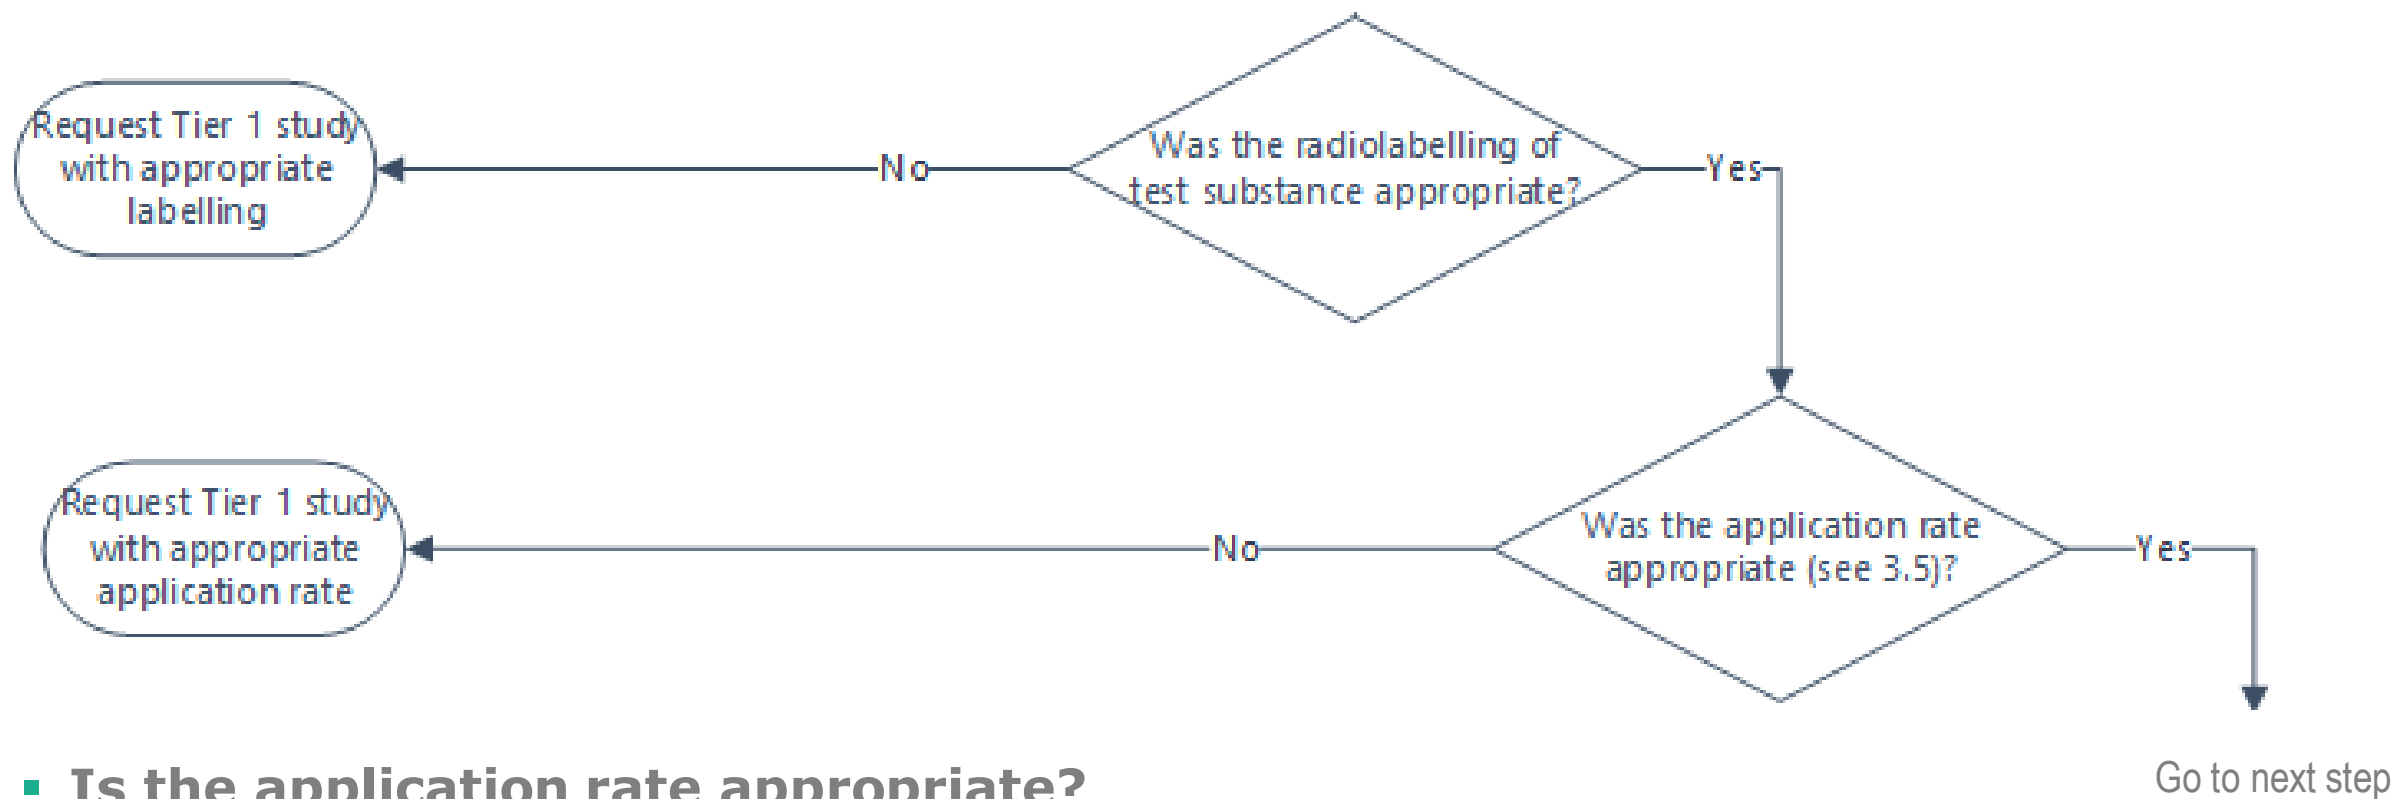 Request Tier 1 study
with appropriate
labelling
No
Was the radiolabelling of
test substance appropriate?
Yes
Request Tier 1 study
with appropriate
application rate
No
Was the application rate
appropriate (see 3.5)?
Yes
Is the application rate appropriate?
Go to next step